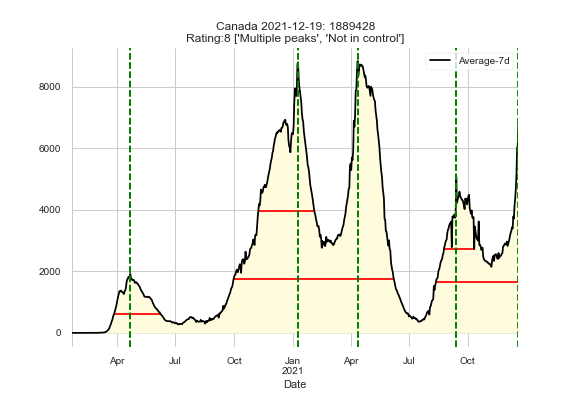 Canada 2021-12-19: 1889428
Rating:8 ['Multiple peaks', 'Not in control']
Average-7d
8000
6000
4000
2000
0
Apr Jul Oct Jan Apr Jul Oct
2021
Date